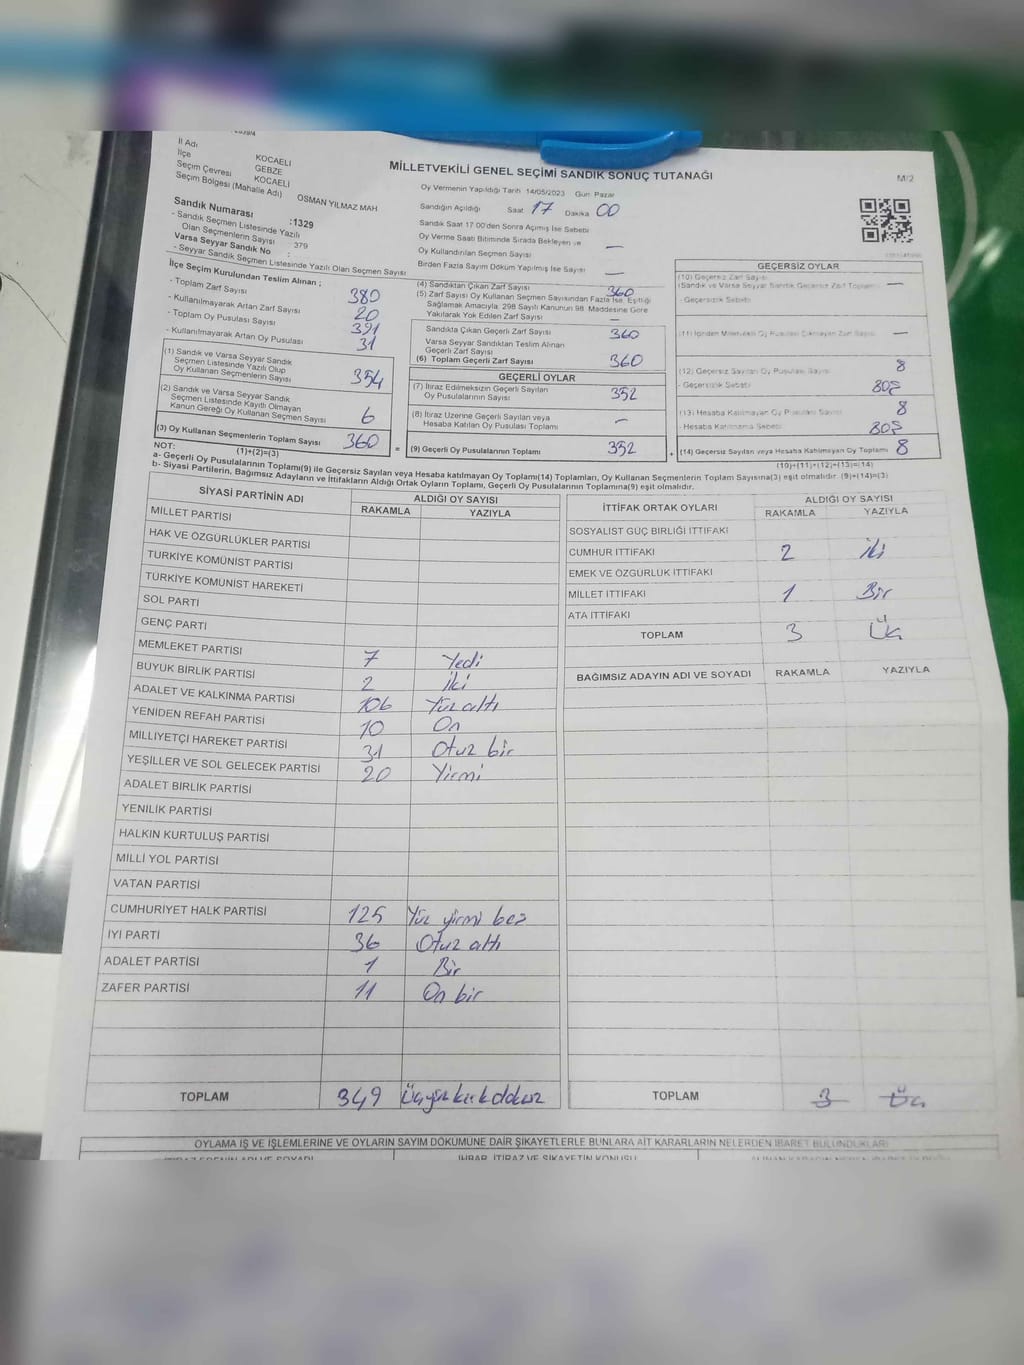 İl Adı KOCAELİ
İlçe GEBZE
Seçim Çevresi KOCAELİ
Seçim Bölgesi (Mahalle Adı) OSMAN YILMAZ MAH.
MİLLETVEKİLİ GENEL SEÇİMİ SANDIK SONUÇ TUTANAĞI
M/2
Oy Vermenin Yapıldığı Tarih 14/05/2023 Gün: Pazar
Sandığın Açıldığı Saat 17 Dakika 00
Sandık Saat 17:00'den Sonra Açılmış İse Sebebi
Oy Verme Saati Bitiminde Sırada Bekleyen ve
Oy Kullandırılan Seçmen Sayısı —
Birden Fazla Sayım Döküm Yapılmış İse Sayısı —
Sandık Numarası :1329
- Sandık Seçmen Listesinde Yazılı
Olan Seçmenlerin Sayısı 379
Varsa Seyyar Sandık No :
- Seyyar Sandık Seçmen Listesinde Yazılı Olan Seçmen Sayısı
İlçe Seçim Kurulundan Teslim Alınan ;
- Toplam Zarf Sayısı 380
- Kullanılmayarak Artan Zarf Sayısı 20
- Toplam Oy Pusulası Sayısı 391
- Kullanılmayarak Artan Oy Pusulası 31
(1) Sandık ve Varsa Seyyar Sandık
Seçmen Listesinde Yazılı Olup
Oy Kullanan Seçmenlerin Sayısı 354
(2) Sandık ve Varsa Seyyar Sandık
Seçmen Listesinde Kayıtlı Olmayan
Kanun Gereği Oy Kullanan Seçmen Sayısı 6
(3) Oy Kullanan Seçmenlerin Toplam Sayısı 360
(1)+(2)=(3)
(4) Sandıktan Çıkan Zarf Sayısı 360
(5) Zarf Sayısı Oy Kullanan Seçmen Sayısından Fazla İse, Eşitliği
Sağlamak Amacıyla, 298 Sayılı Kanunun 98. Maddesine Göre
Yakılarak Yok Edilen Zarf Sayısı —
Sandıkta Çıkan Geçerli Zarf Sayısı 360
Varsa Seyyar Sandıktan Teslim Alınan
Geçerli Zarf Sayısı
(6) Toplam Geçerli Zarf Sayısı 360
GEÇERLİ OYLAR
(7) İtiraz Edilmeksizin Geçerli Sayılan
Oy Pusulalarının Sayısı 352
(8) İtiraz Üzerine Geçerli Sayılan veya
Hesaba Katılan Oy Pusulası Toplamı —
= (9) Geçerli Oy Pusulalarının Toplamı 352
GEÇERSİZ OYLAR
(10) Geçersiz Zarf Sayısı
(Sandık ve Varsa Seyyar Sandık Geçersiz Zarf Toplamı) —
- Geçersizlik Sebebi
(11) İçinden Milletvekili Oy Pusulası Çıkmayan Zarf Sayısı —
(12) Geçersiz Sayılan Oy Pusulası Sayısı 8
- Geçersizlik Sebebi
(13) Hesaba Katılmayan Oy Pusulası Sayısı 8
- Hesaba Katılmama Sebebi
+ (14) Geçersiz Sayılan veya Hesaba Katılmayan Oy Toplamı 8
(10)+(11)+(12)+(13)=(14)
NOT:
a- Geçerli Oy Pusulalarının Toplamı(9) ile Geçersiz Sayılan veya Hesaba katılmayan Oy Toplamı(14) Toplamları, Oy Kullanan Seçmenlerin Toplam Sayısına(3) eşit olmalıdır. (9)+(14)=(3)
b- Siyasi Partilerin, Bağımsız Adayların ve İttifakların Aldığı Ortak Oyların Toplamı, Geçerli Oy Pusulalarının Toplamına(9) eşit olmalıdır.
SİYASİ PARTİNİN ADI ALDIĞI OY SAYISI
RAKAMLA YAZIYLA
MİLLET PARTİSİ
HAK VE ÖZGÜRLÜKLER PARTİSİ
TÜRKİYE KOMÜNİST PARTİSİ
TÜRKİYE KOMÜNİST HAREKETİ
SOL PARTİ
GENÇ PARTİ
MEMLEKET PARTİSİ 7 Yedi
BÜYÜK BİRLİK PARTİSİ 2 İki
ADALET VE KALKINMA PARTİSİ 106 Yüz altı
YENİDEN REFAH PARTİSİ 10 On
MİLLİYETÇİ HAREKET PARTİSİ 31 Otuz bir
YEŞİLLER VE SOL GELECEK PARTİSİ 20 Yirmi
ADALET BİRLİK PARTİSİ
YENİLİK PARTİSİ
HALKIN KURTULUŞ PARTİSİ
MİLLİ YOL PARTİSİ
VATAN PARTİSİ
CUMHURİYET HALK PARTİSİ 125 Yüz yirmi beş
İYİ PARTİ 36 Otuz altı
ADALET PARTİSİ 1 Bir
ZAFER PARTİSİ 11 On bir
TOPLAM 349 Üçyüz kırk dokuz
İTTİFAK ORTAK OYLARI ALDIĞI OY SAYISI
RAKAMLA YAZIYLA
SOSYALİST GÜÇ BİRLİĞİ İTTİFAKI
CUMHUR İTTİFAKI 2 İki
EMEK VE ÖZGÜRLÜK İTTİFAKI
MİLLET İTTİFAKI 1 Bir
ATA İTTİFAKI
TOPLAM 3 Üç
BAĞIMSIZ ADAYIN ADI VE SOYADI RAKAMLA YAZIYLA
TOPLAM 3 Üç
OYLAMA İŞ VE İŞLEMLERİNE VE OYLARIN SAYIM DÖKÜMÜNE DAİR ŞİKAYETLERLE BUNLARA AİT KARARLARIN NELERDEN İBARET BULUNDUKLARI
İHBAR, İTİRAZ VE ŞİKAYETİN KONUSU